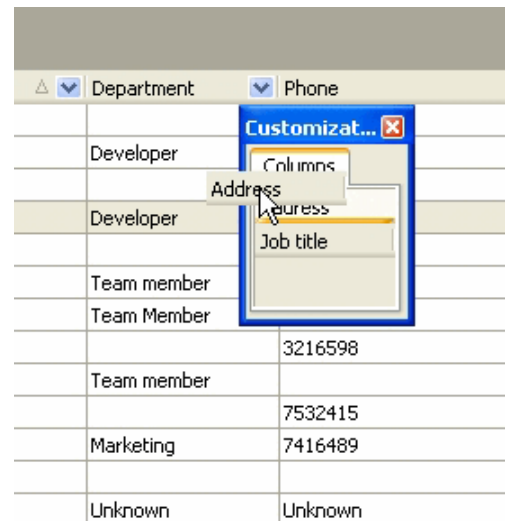 Department Phone
Customizat...
Developer
Columns
Address
Address
Developer
Job title
Team member
Team Member
3216598
Team member
7532415
Marketing 7416489
Unknown Unknown